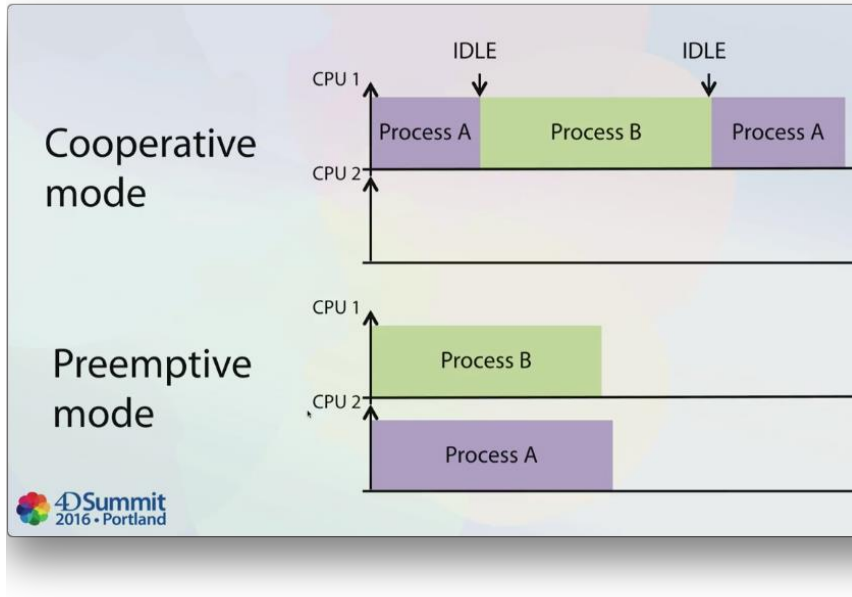 IDLE IDLE
CPU 1
Cooperative
mode
Process A Process B Process A
CPU 2
CPU 1
Preemptive
mode
Process B
CPU 2
Process A
4D Summit
2016 • Portland